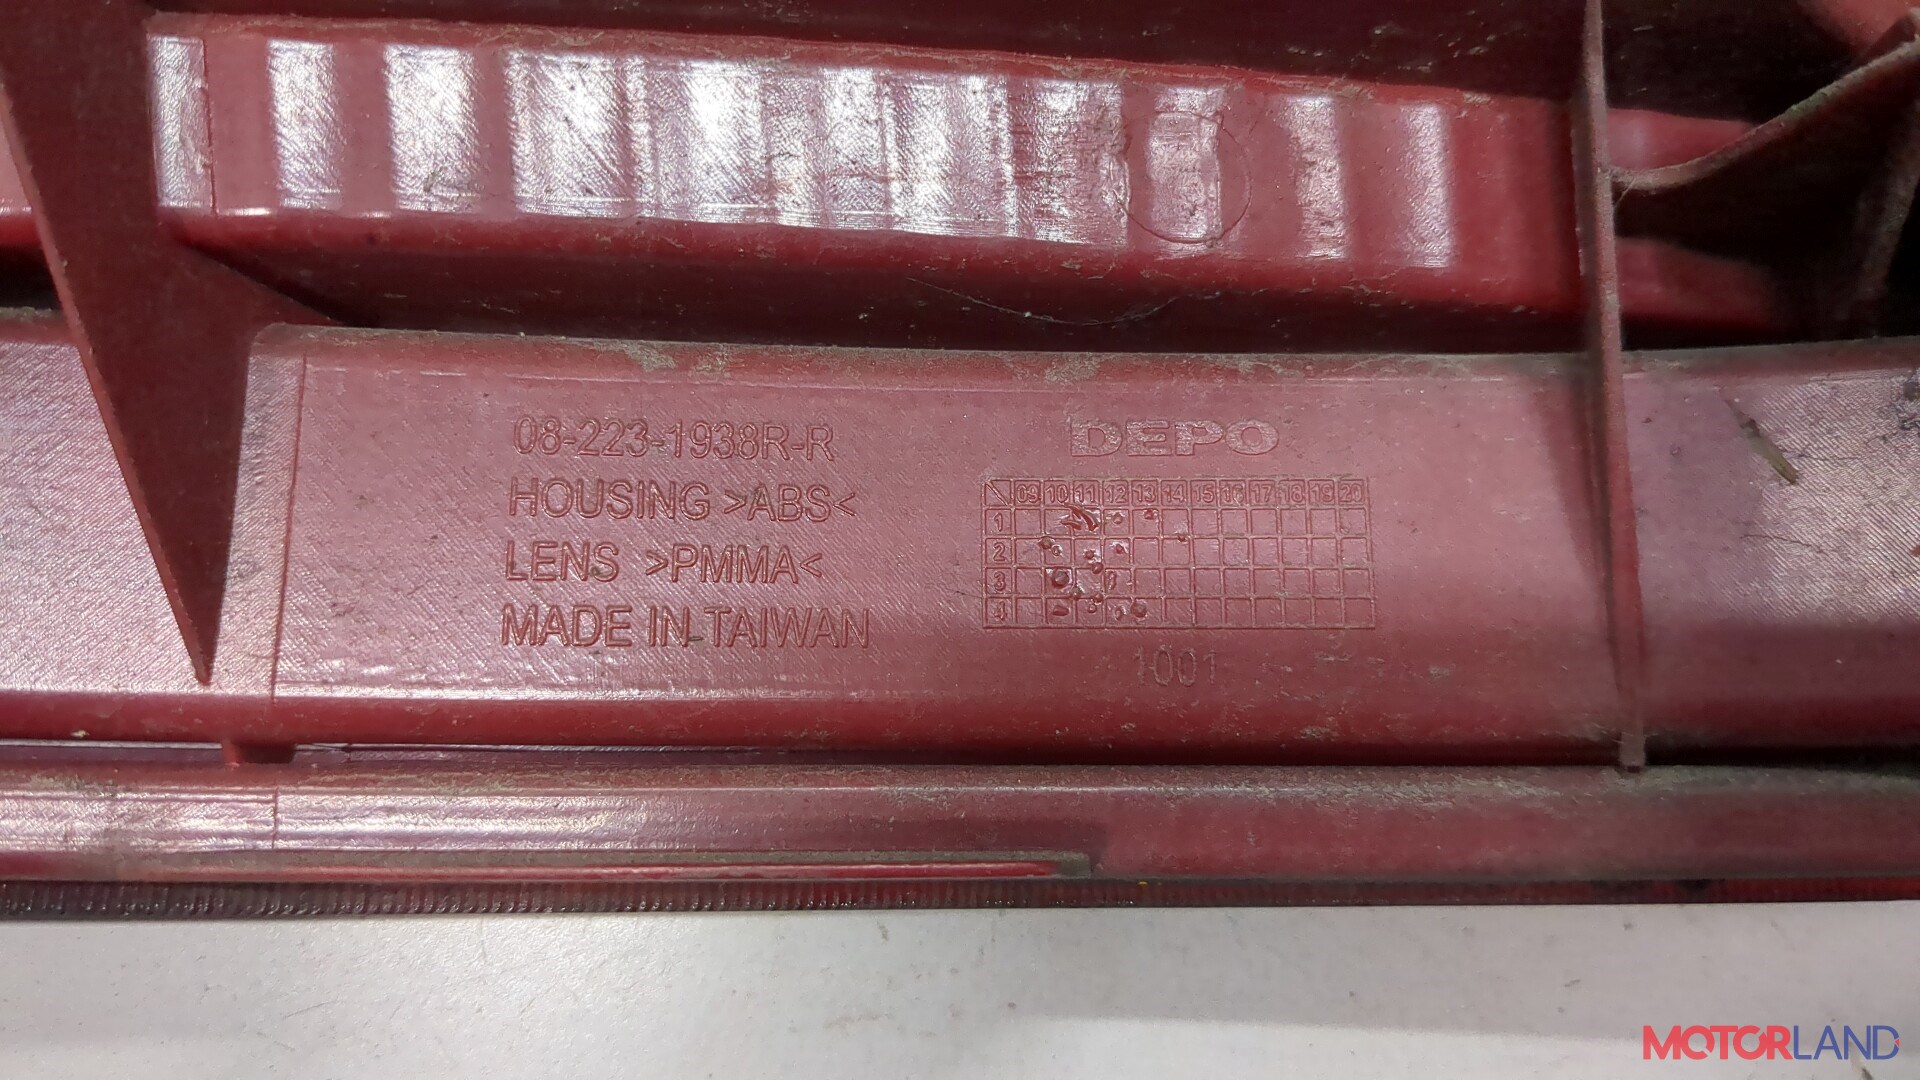 08-223-1938R-R
HOUSING >ABS<
LENS >PMMA<
MADE IN TAIWAN
DEPO
09 10 11 12 13 14 15 16 17 18 19 20
1
2
3
4
1001
MOTORLAND